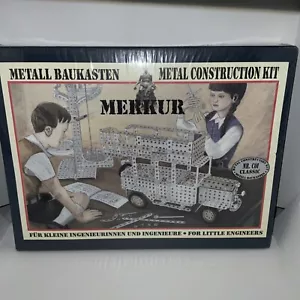 METALL BAUKASTEN METAL CONSTRUCTION KIT
MERKUR
CLASSIC
FÜR KLEINE INGENIEURINNEN UND INGENIEURE • FOR LITTLE ENGINEERS